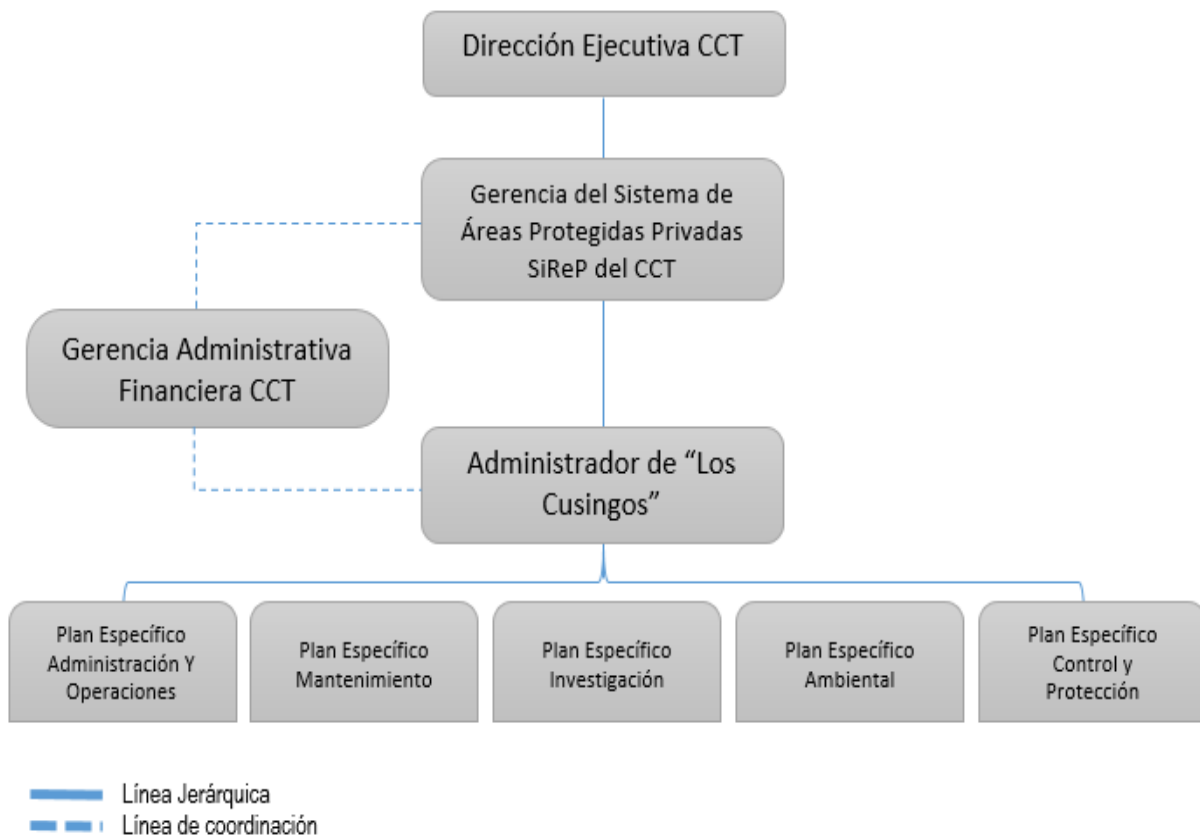 Dirección Ejecutiva CCT
Gerencia del Sistema de
Áreas Protegidas Privadas
SiReP del CCT
Gerencia Administrativa
Financiera CCT
Administrador de “Los
Cusingos”
Plan Específico
Administración Y
Operaciones
Plan Específico
Mantenimiento
Plan Específico
Investigación
Plan Específico
Ambiental
Plan Específico
Control y
Protección
Línea Jerárquica
Línea de coordinación